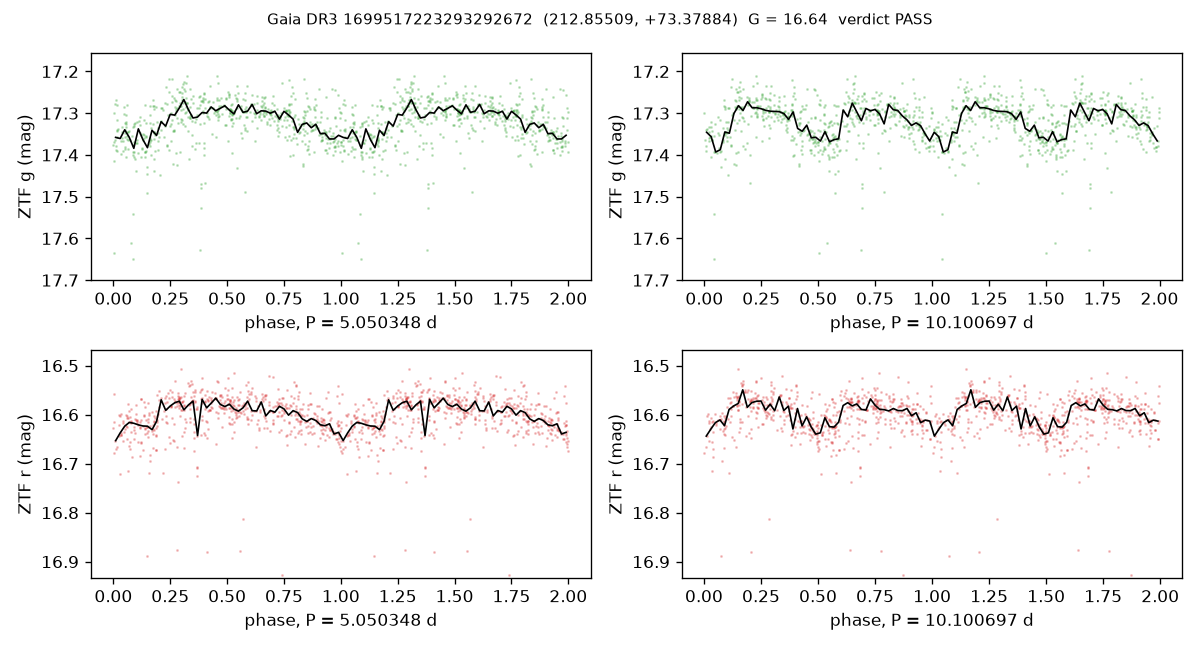 Gaia DR3 1699517223293292672  (212.85509, +73.37884)  G = 16.64  verdict PASS
17.2
17.3
17.4
17.5
17.6
17.7
ZTF g (mag)
0.00 0.25 0.50 0.75 1.00 1.25 1.50 1.75 2.00
phase, P = 5.050348 d
17.2
17.3
17.4
17.5
17.6
17.7
ZTF g (mag)
0.00 0.25 0.50 0.75 1.00 1.25 1.50 1.75 2.00
phase, P = 10.100697 d
16.5
16.6
16.7
16.8
16.9
ZTF r (mag)
0.00 0.25 0.50 0.75 1.00 1.25 1.50 1.75 2.00
phase, P = 5.050348 d
16.5
16.6
16.7
16.8
16.9
ZTF r (mag)
0.00 0.25 0.50 0.75 1.00 1.25 1.50 1.75 2.00
phase, P = 10.100697 d